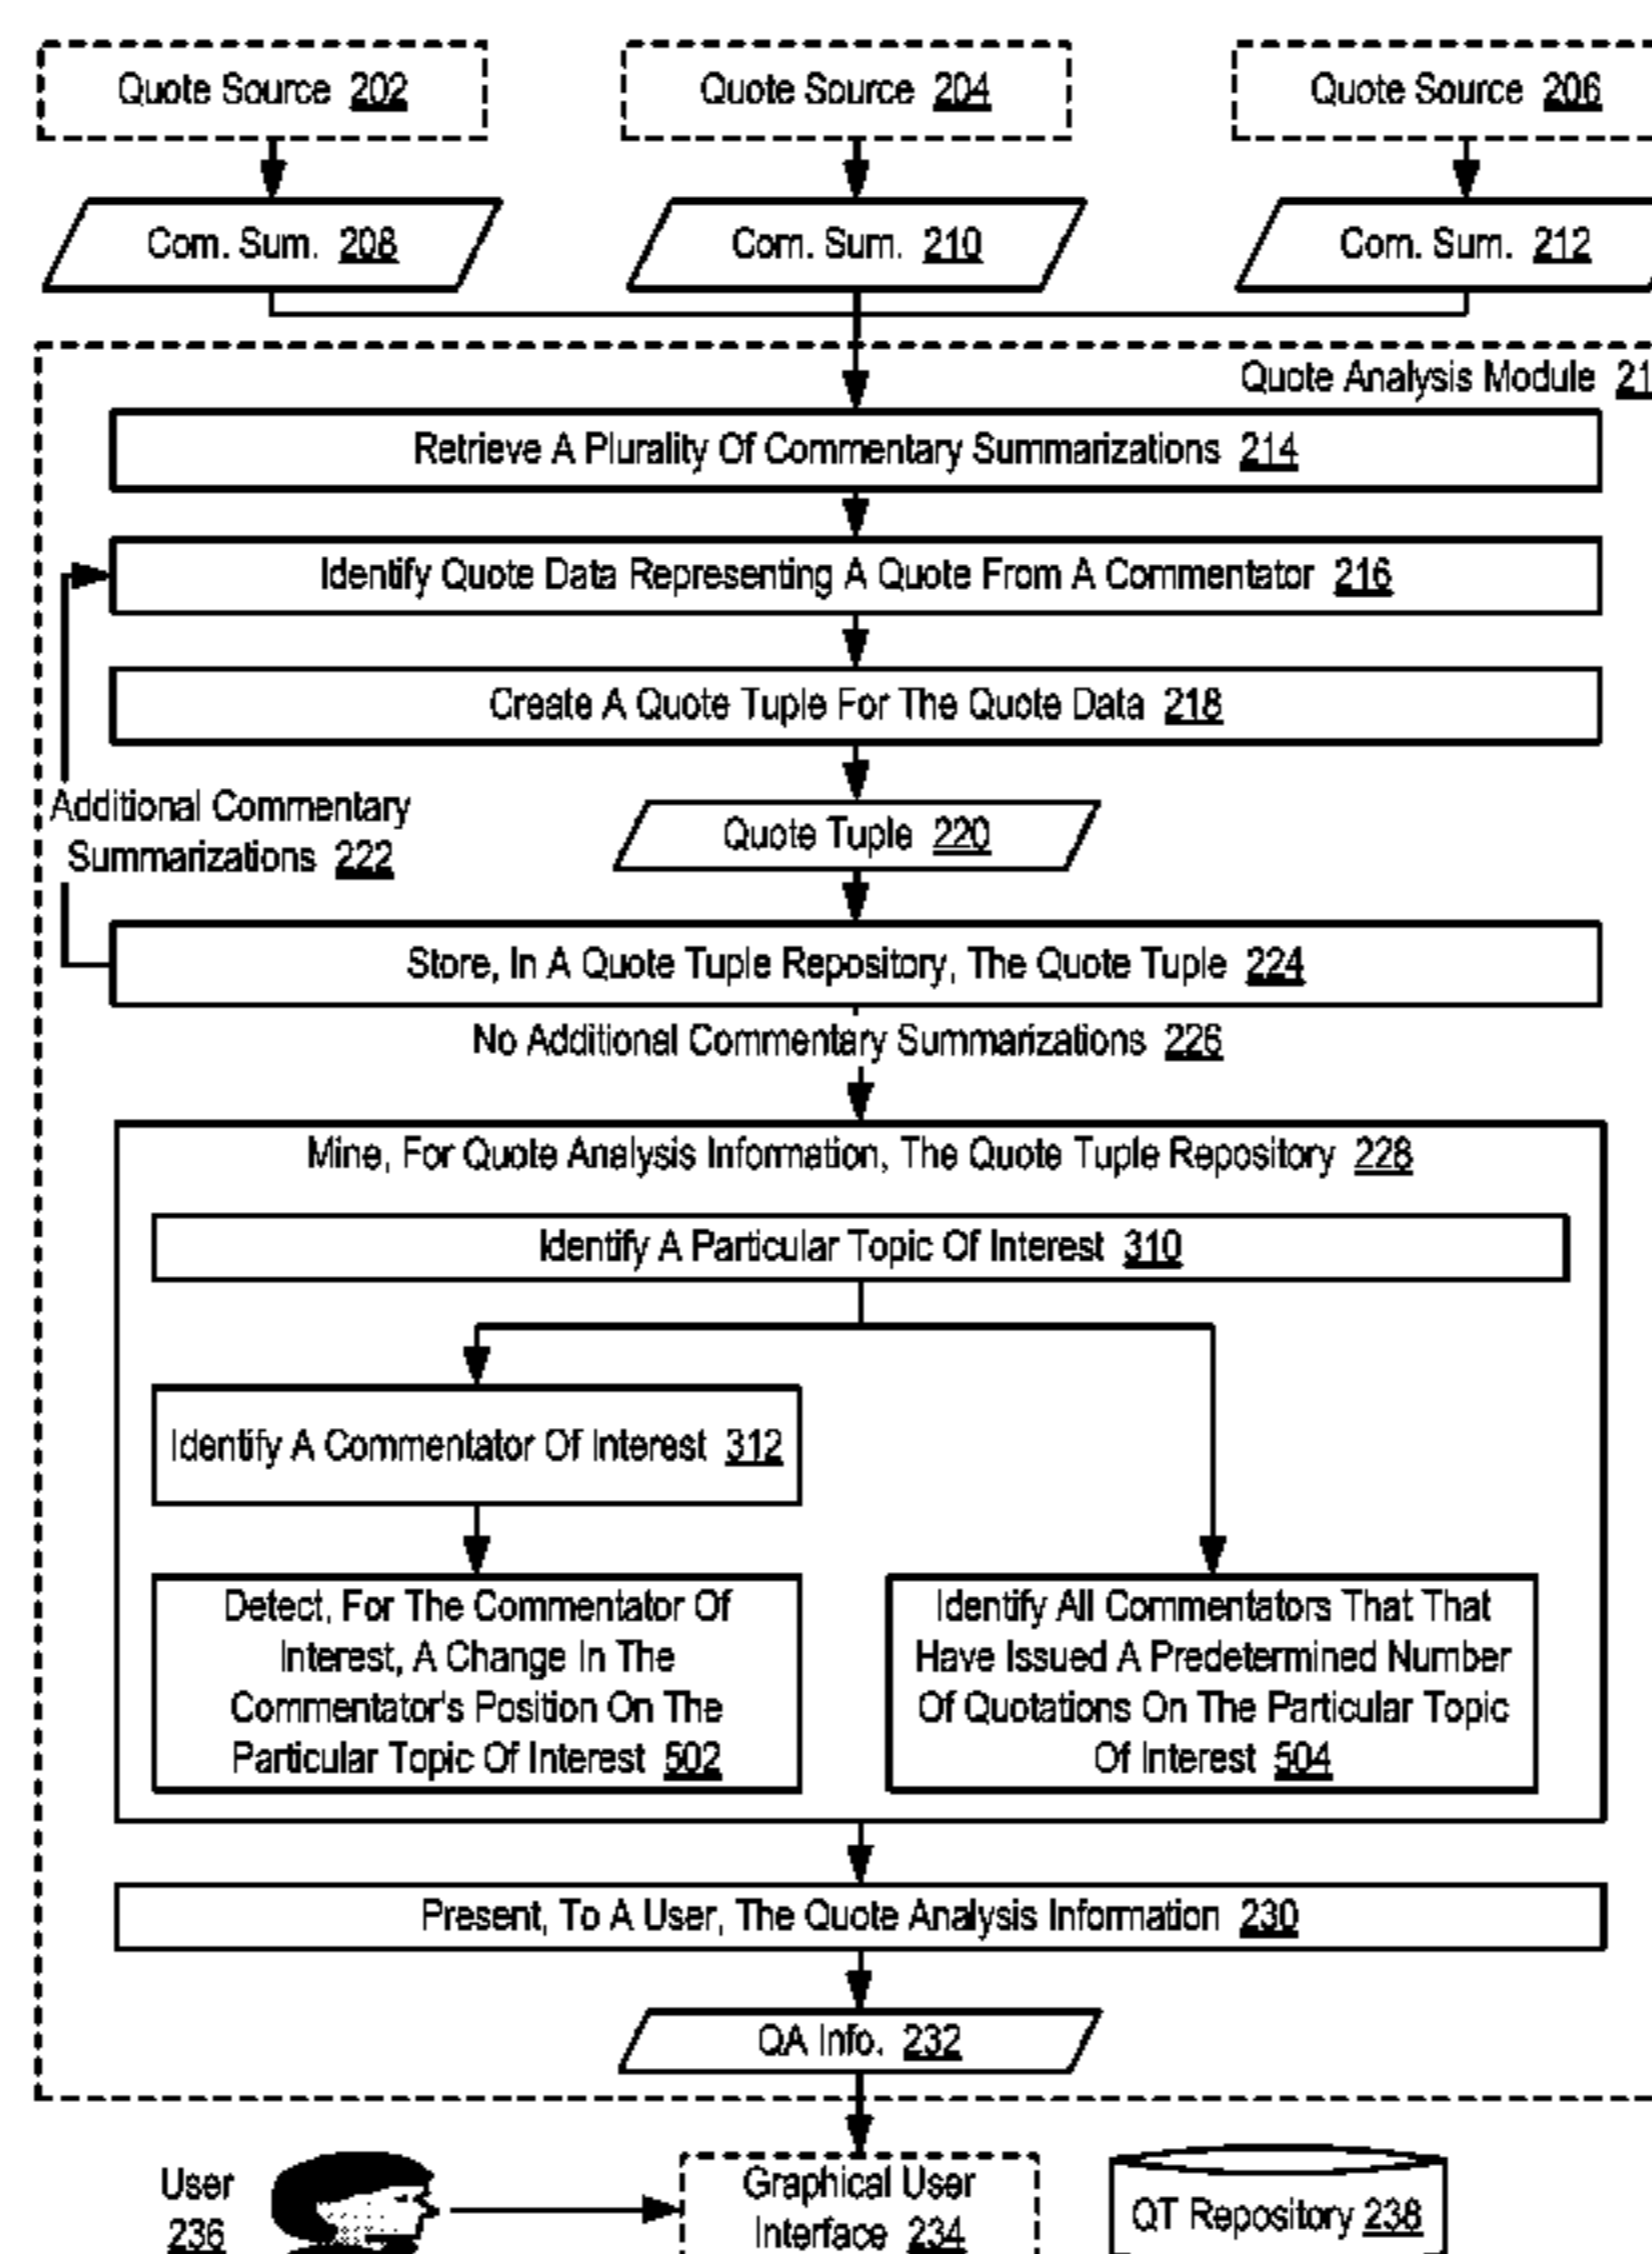 Quote Source 202
Quote Source 204
Quote Source 206
Com. Sum. 208
Com. Sum. 210
Com. Sum. 212
Quote Analysis Module 21
Retrieve A Plurality Of Commentary Summarizations 214
Identify Quote Data Representing A Quote From A Commentator 216
Create A Quote Tuple For The Quote Data 218
Additional Commentary
Summarizations 222
Quote Tuple 220
Store, In A Quote Tuple Repository, The Quote Tuple 224
No Additional Commentary Summarizations 226
Mine, For Quote Analysis Information, The Quote Tuple Repository 228
Identify A Particular Topic Of Interest 310
Identify A Commentator Of Interest 312
Detect, For The Commentator Of
Interest, A Change In The
Commentator's Position On The
Particular Topic Of Interest 502
Identify All Commentators That That
Have Issued A Predetermined Number
Of Quotations On The Particular Topic
Of Interest 504
Present, To A User, The Quote Analysis Information 230
QA Info. 232
User
236
Graphical User
Interface 234
QT Repository 238